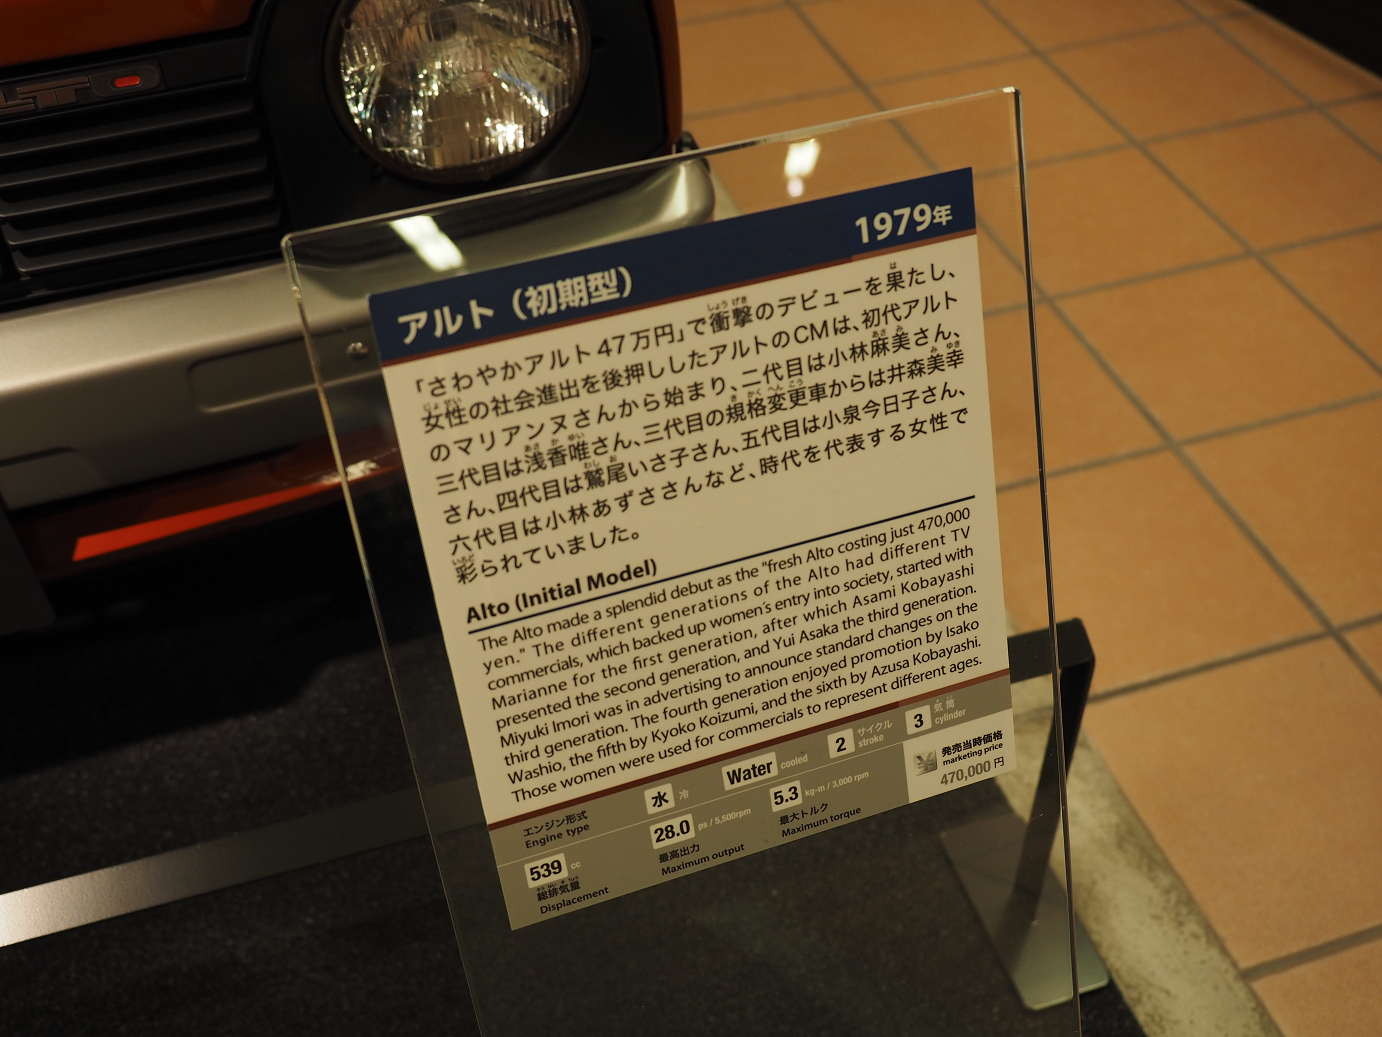 ALTO
アルト（初期型）
1979年
「さわやかアルト47万円」で衝撃のデビューを果たし、
女性の社会進出を後押ししたアルトのCMは、初代アルト
のマリアンヌさんから始まり、二代目は小林麻美さん、
三代目は浅香唯さん、三代目の規格変更車からは井森美幸
さん、四代目は鷲尾いさ子さん、五代目は小泉今日子さん、
六代目は小林あずささんなど、時代を代表する女性で
彩られていました。
Alto (Initial Model)
The Alto made a splendid debut as the "fresh Alto costing just 470,000
yen." The different generations of the Alto had different TV
commercials, which backed up women's entry into society, started with
Marianne for the first generation, after which Asami Kobayashi
presented the second generation, and Yui Asaka the third generation.
Miyuki Imori was in advertising to announce standard changes on the
third generation. The fourth generation enjoyed promotion by Isako
Washio, the fifth by Kyoko Koizumi, and the sixth by Azusa Kobayashi.
Those women were used for commercials to represent different ages.
エンジン形式
Engine type
水 冷
Water cooled
2 サイクル
stroke
3 気筒
cylinder
539 cc
総排気量
Displacement
28.0 ps / 5,500rpm
最高出力
Maximum output
5.3 kg-m / 3,000 rpm
最大トルク
Maximum torque
¥ 発売当時価格
marketing price
470,000 円